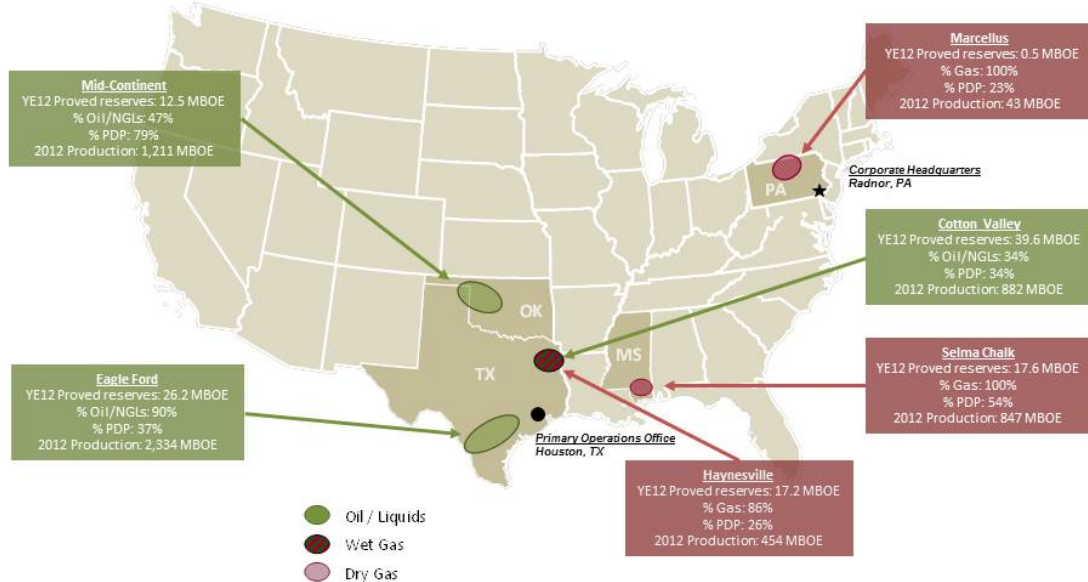 Marcellus
YE12 Proved reserves: 0.5 MBOE
% Gas: 100%
% PDP: 23%
2012 Production: 43 MBOE
Mid-Continent
YE12 Proved reserves: 12.5 MBOE
% Oil/NGLs: 47%
% PDP: 79%
2012 Production: 1,211 MBOE
PA
Corporate Headquarters
Radnor, PA
Cotton Valley
YE12 Proved reserves: 39.6 MBOE
% Oil/NGLs: 34%
% PDP: 34%
2012 Production: 882 MBOE
OK
MS
TX
Selma Chalk
YE12 Proved reserves: 17.6 MBOE
% Gas: 100%
% PDP: 54%
2012 Production: 847 MBOE
Eagle Ford
YE12 Proved reserves: 26.2 MBOE
% Oil/NGLs: 90%
% PDP: 37%
2012 Production: 2,334 MBOE
Primary Operations Office
Houston, TX
Haynesville
YE12 Proved reserves: 17.2 MBOE
% Gas: 86%
% PDP: 26%
2012 Production: 454 MBOE
Oil / Liquids
Wet Gas
Dry Gas